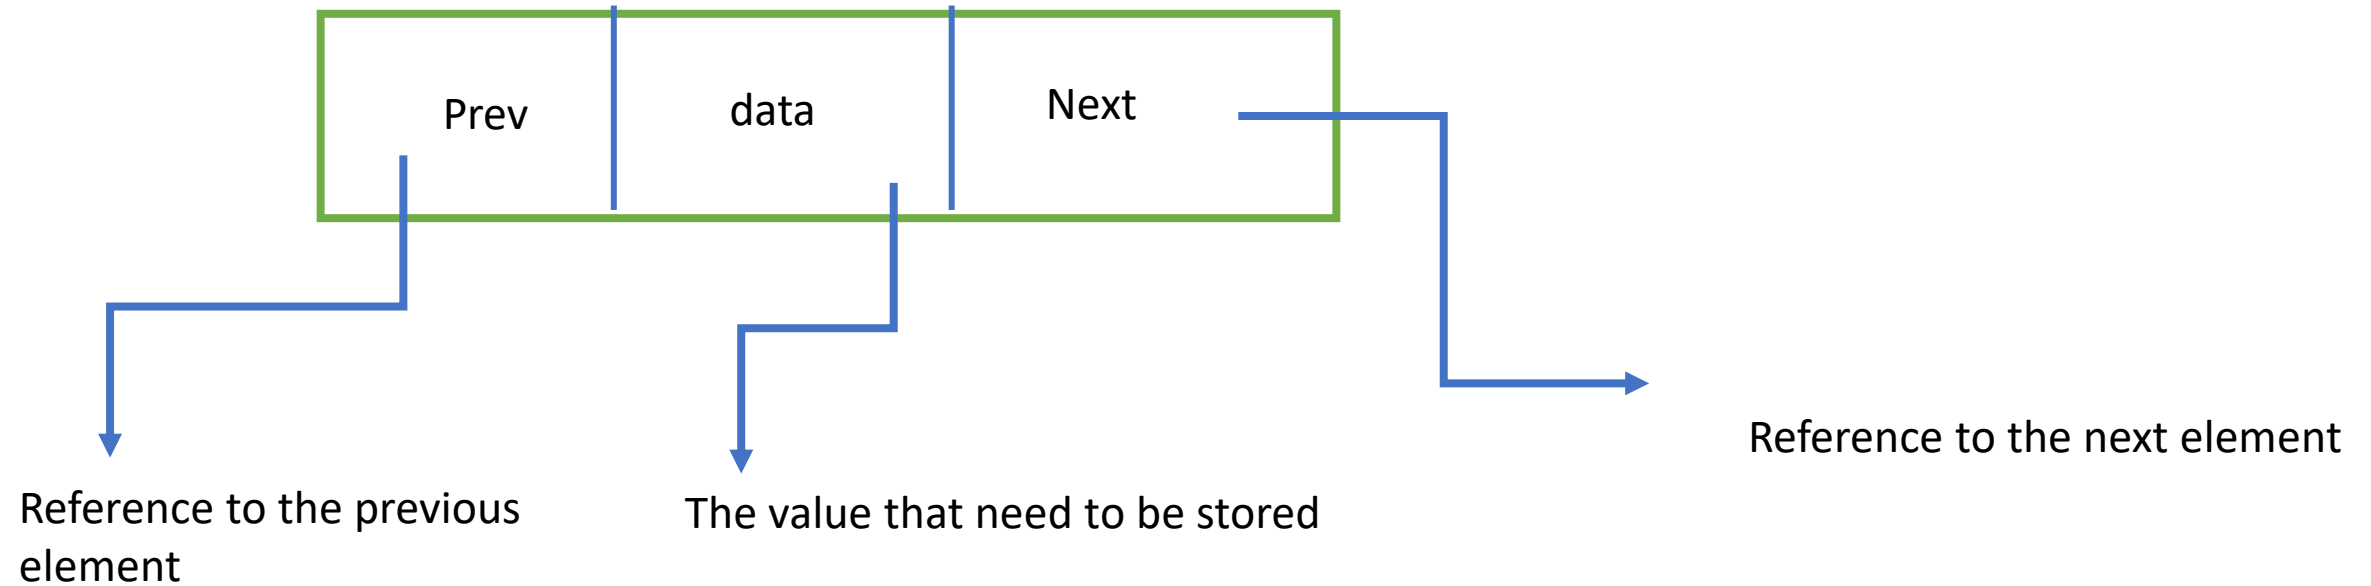 Prev
data
Next
Reference to the next element
Reference to the previous
element
The value that need to be stored